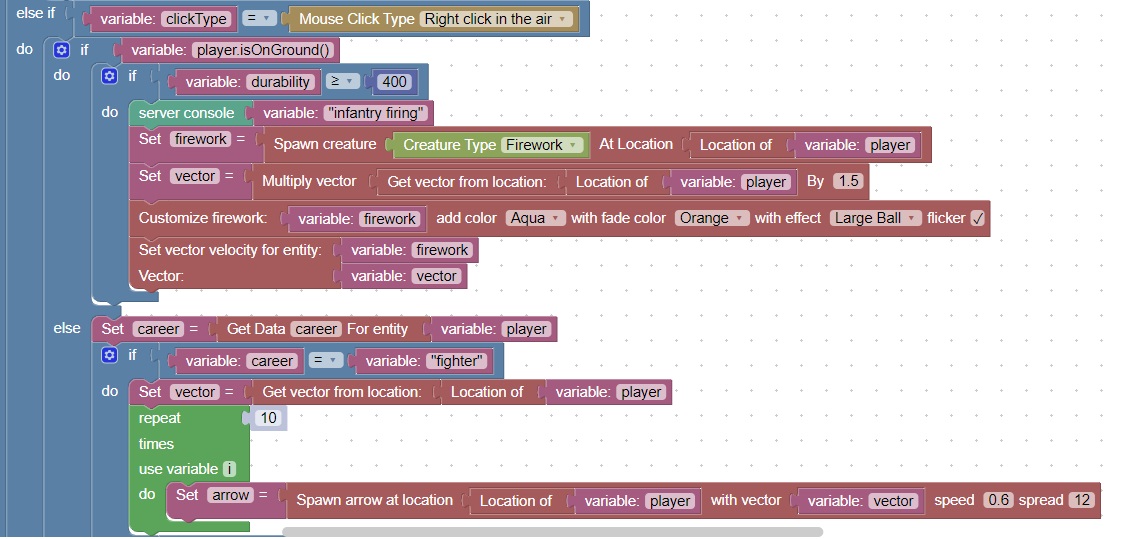 else if variable: clickType = Mouse Click Type Right click in the air
do if variable: player.isOnGround()
do if variable: durability ≥ 400
do server console variable: "infantry firing"
Set firework = Spawn creature Creature Type Firework At Location Location of variable: player
Set vector = Multiply vector Get vector from location: Location of variable: player By 1.5
Customize firework: variable: firework add color Aqua with fade color Orange with effect Large Ball flicker ✓
Set vector velocity for entity: variable: firework
Vector: variable: vector
else Set career = Get Data career For entity variable: player
if variable: career = variable: "fighter"
do Set vector = Get vector from location: Location of variable: player
repeat 10
times
use variable i
do Set arrow = Spawn arrow at location Location of variable: player with vector variable: vector speed 0.6 spread 12